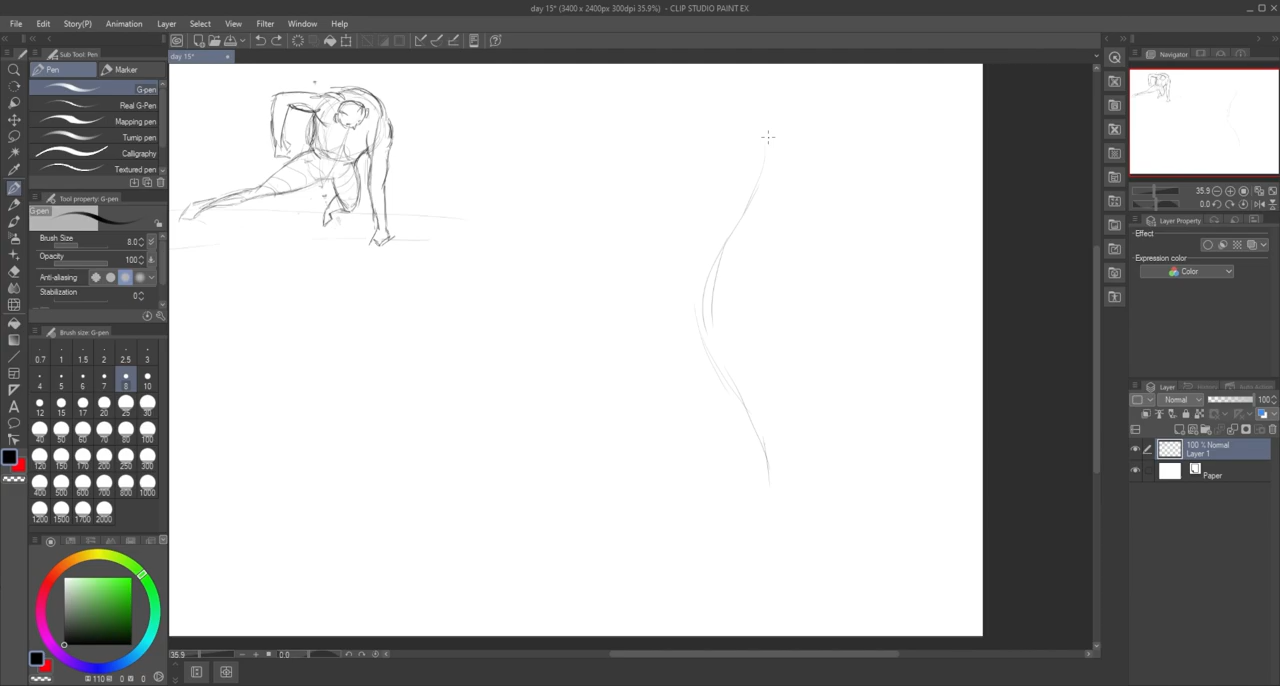 day 15* (3400 x 2400px 300dpi 35.9%) - CLIP STUDIO PAINT EX
File Edit Story(P) Animation Layer Select View Filter Window Help
Sub Tool: Pen
Pen Marker
G-pen
Real G-Pen
Mapping pen
Turnip pen
Calligraphy
Textured pen
Tool property: G-pen
G-pen
Brush Size 8.0
Opacity 100
Anti-aliasing
Stabilization 0
Brush size: G-pen
0.7 1 1.5 2 2.5 3
4 5 6 7 8 10
12 15 17 20 25 30
40 50 60 70 80 100
120 150 170 200 250 300
400 500 600 700 800 1000
1200 1500 1700 2000
110 0 0
day 15*
35.9 0.0
Navigator
35.9
0.0
Layer Property
Effect
Expression color
Color
Layer
Normal 100
100 % Normal
Layer 1
Paper